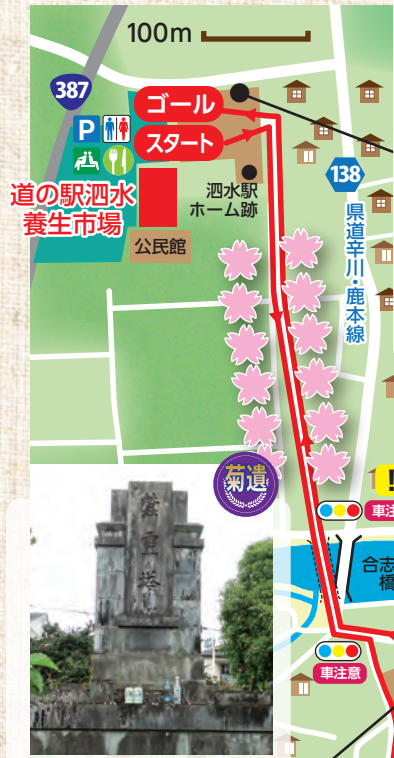 100m
387
ゴール
スタート
P
道の駅泗水
養生市場
公民館
泗水駅
ホーム跡
138
県道辛川・鹿本線
菊遺
!
車注
合志
橋
車注意